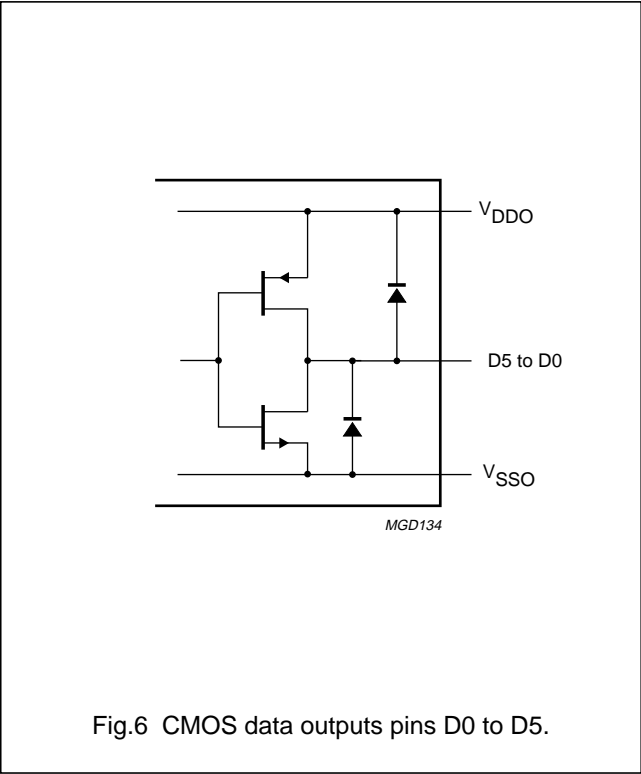 VDDO
D5 to D0
VSSO
MGD134
Fig.6 CMOS data outputs pins D0 to D5.